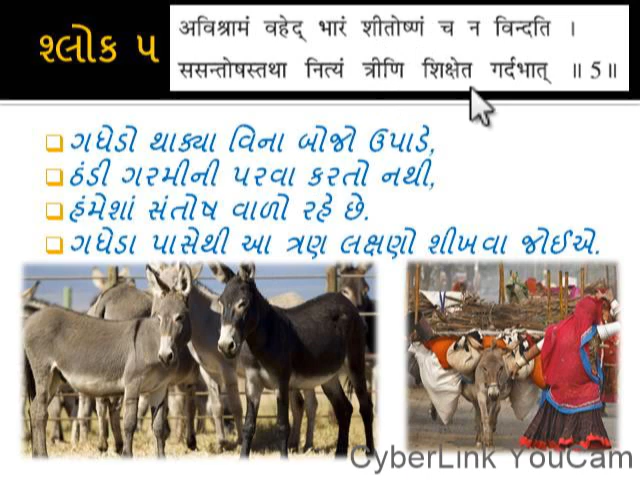 શ્લોક ૫
अविश्रामं वहेद् भारं शीतोष्णं च न विन्दति ।
ससन्तोषस्तथा नित्यं त्रीणि शिक्षेत गर्दभात् ॥ 5 ॥
ગધેડો થાક્યા વિના બોજો ઉપાડે,
ઠંડી ગરમીની પરવા કરતો નથી,
હંમેશાં સંતોષ વાળો રહે છે.
ગધેડા પાસેથી આ ત્રણ લક્ષણો શીખવા જોઈએ.
CyberLink YouCam